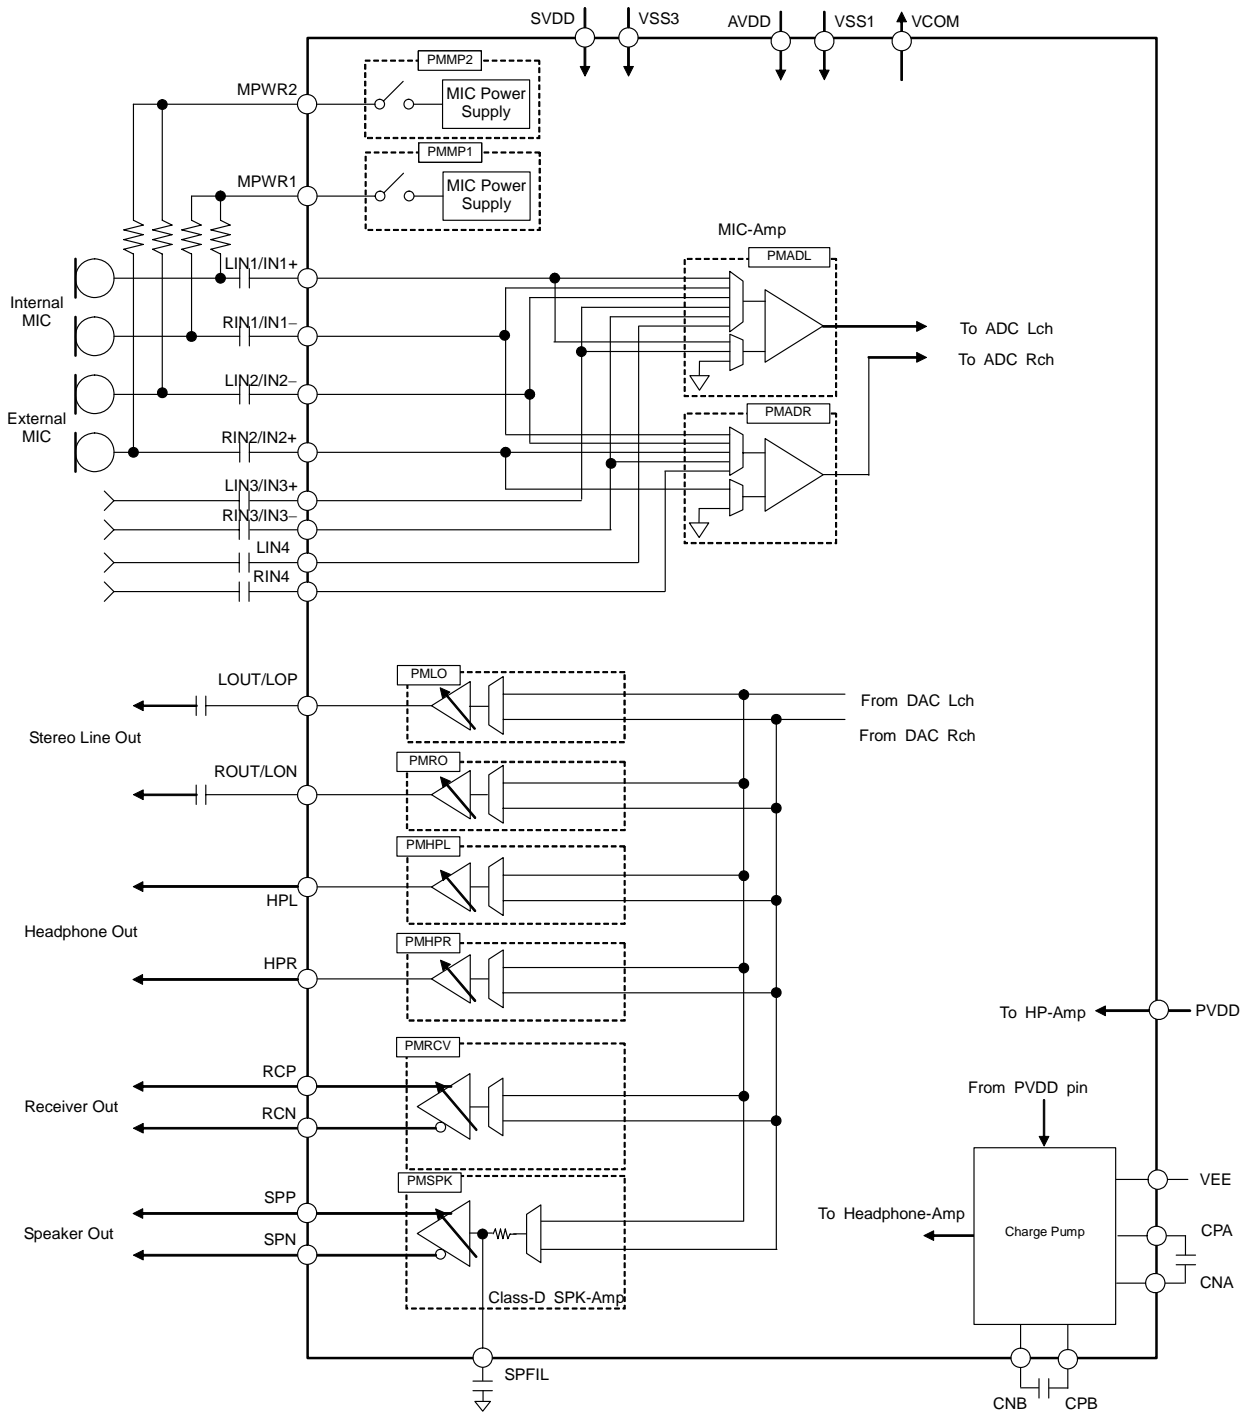 SVDD
VSS3
AVDD
VSS1
VCOM
PMMP2
MPWR2
MIC Power
Supply
PMMP1
MPWR1
MIC Power
Supply
MIC-Amp
PMADL
LIN1/IN1+
Internal
MIC
RIN1/IN1−
To ADC Lch
To ADC Rch
LIN2/IN2−
External
MIC
PMADR
RIN2/IN2+
LIN3/IN3+
RIN3/IN3−
LIN4
RIN4
LOUT/LOP
PMLO
From DAC Lch
Stereo Line Out
From DAC Rch
ROUT/LON
PMRO
PMHPL
HPL
Headphone Out
PMHPR
HPR
To HP-Amp
PVDD
PMRCV
RCP
From PVDD pin
Receiver Out
RCN
PMSPK
VEE
SPP
To Headphone-Amp
Speaker Out
Charge Pump
CPA
SPN
CNA
Class-D SPK-Amp
SPFIL
CNB
CPB